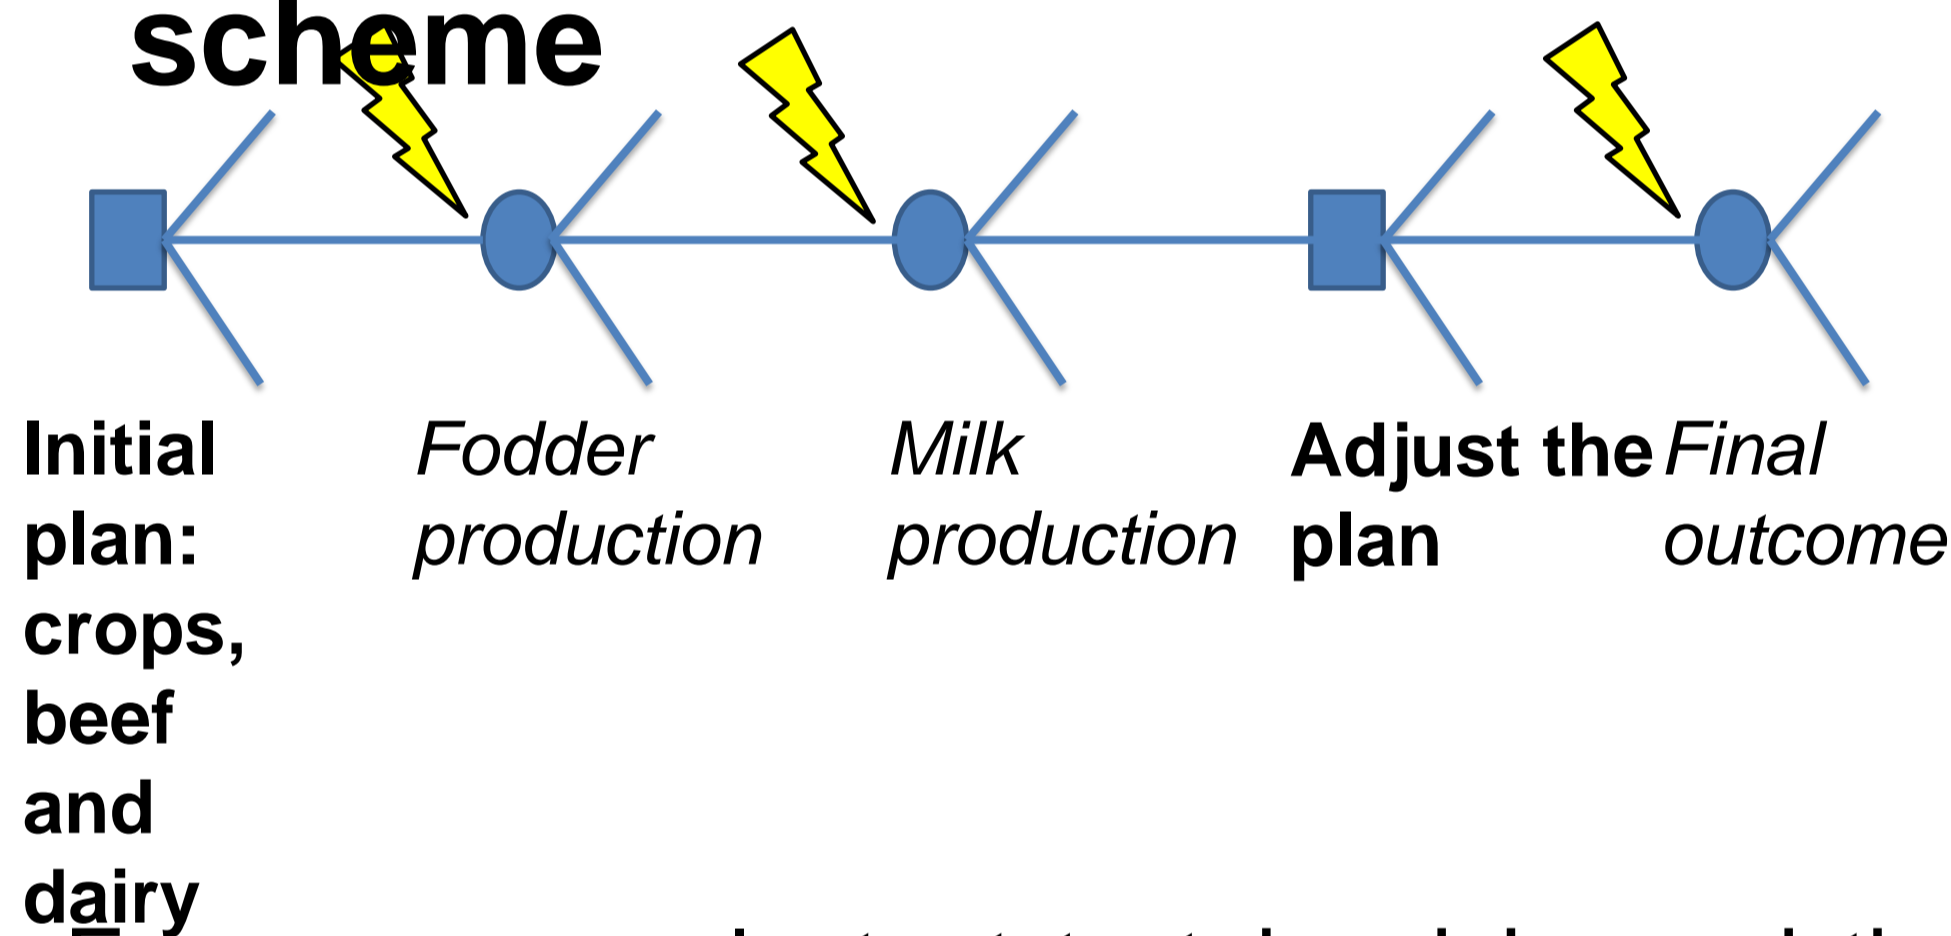 scheme
Initial
plan:
crops,
beef
and
dairy
Fodder
production
Milk
production
Adjust the
plan
Final
outcome